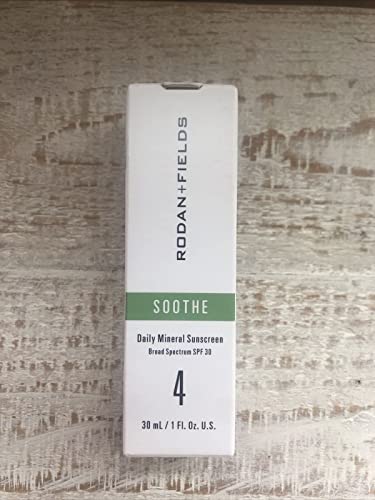 RODAN+FIELDS
SOOTHE
Daily Mineral Sunscreen
Broad Spectrum SPF 30
4
30 mL / 1 Fl. Oz. U.S.